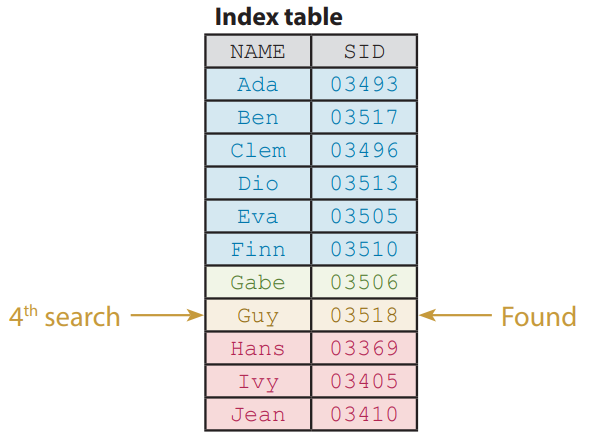 Index table
NAME SID
Ada 03493
Ben 03517
Clem 03496
Dio 03513
Eva 03505
Finn 03510
Gabe 03506
4th search Guy 03518 Found
Hans 03369
Ivy 03405
Jean 03410